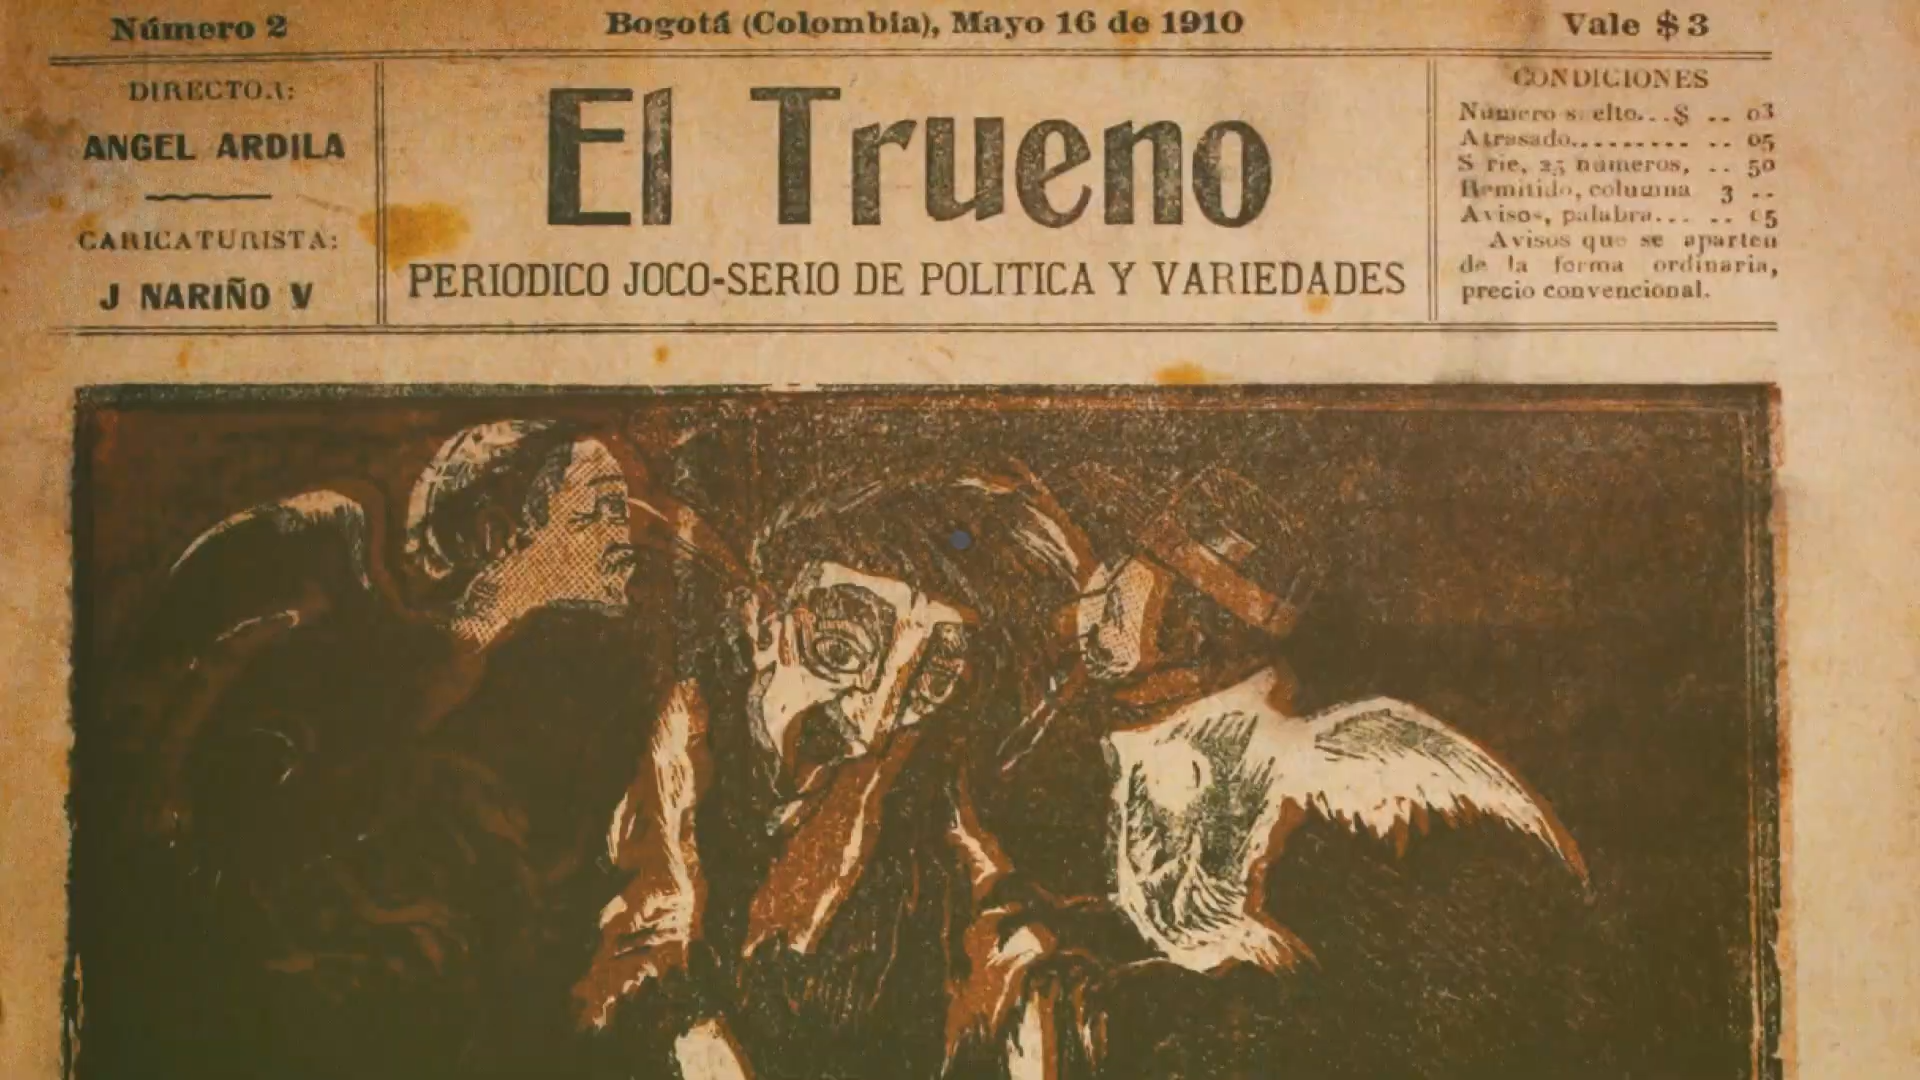 Número 2
Bogotá (Colombia), Mayo 16 de 1910
Vale $ 3
DIRECTOR:
ANGEL ARDILA
CARICATURISTA:
J NARIÑO V
El Trueno
PERIODICO JOCO-SERIO DE POLITICA Y VARIEDADES
CONDICIONES
Número suelto...$ .. 03
Atrasado......... .. 05
Serie, 25 números, .. 50
Remitido, columna 3 ..
Avisos, palabra... .. 05
Avisos que se aparten
de la forma ordinaria,
precio convencional.